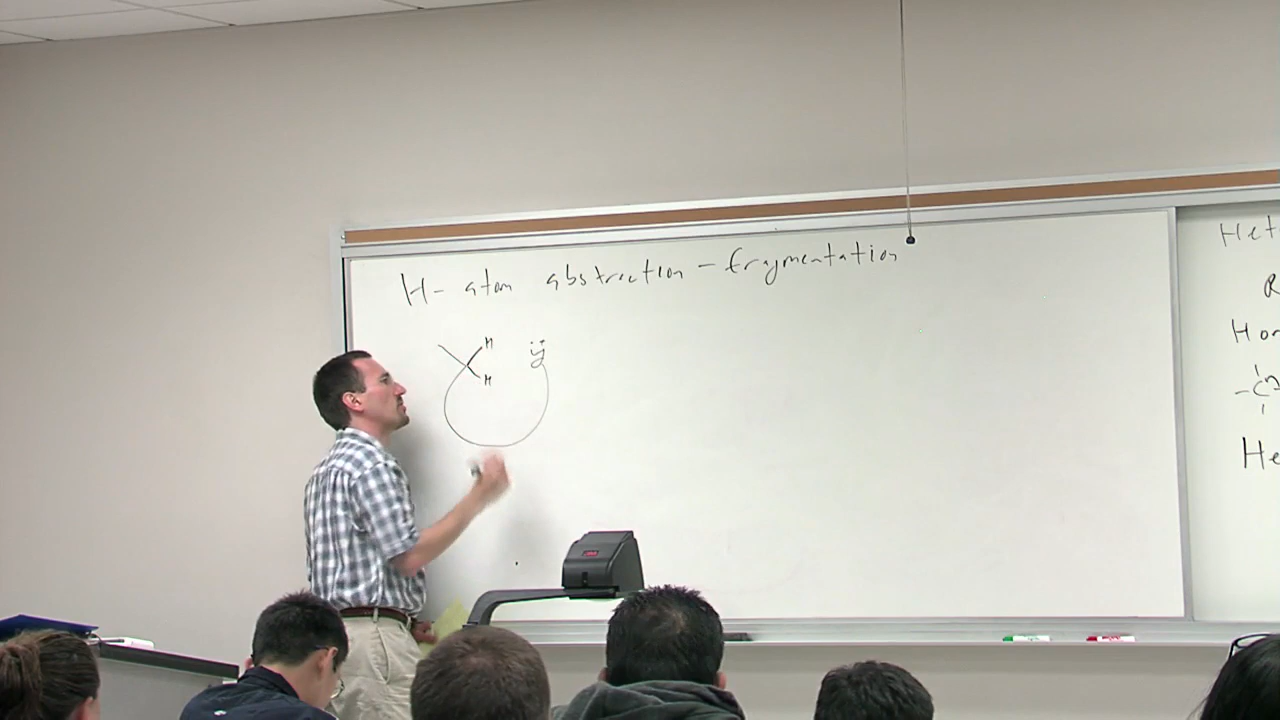 H- atom abstraction - fragmentation
H
ÿ
H
Het
R
Hom
-C
He